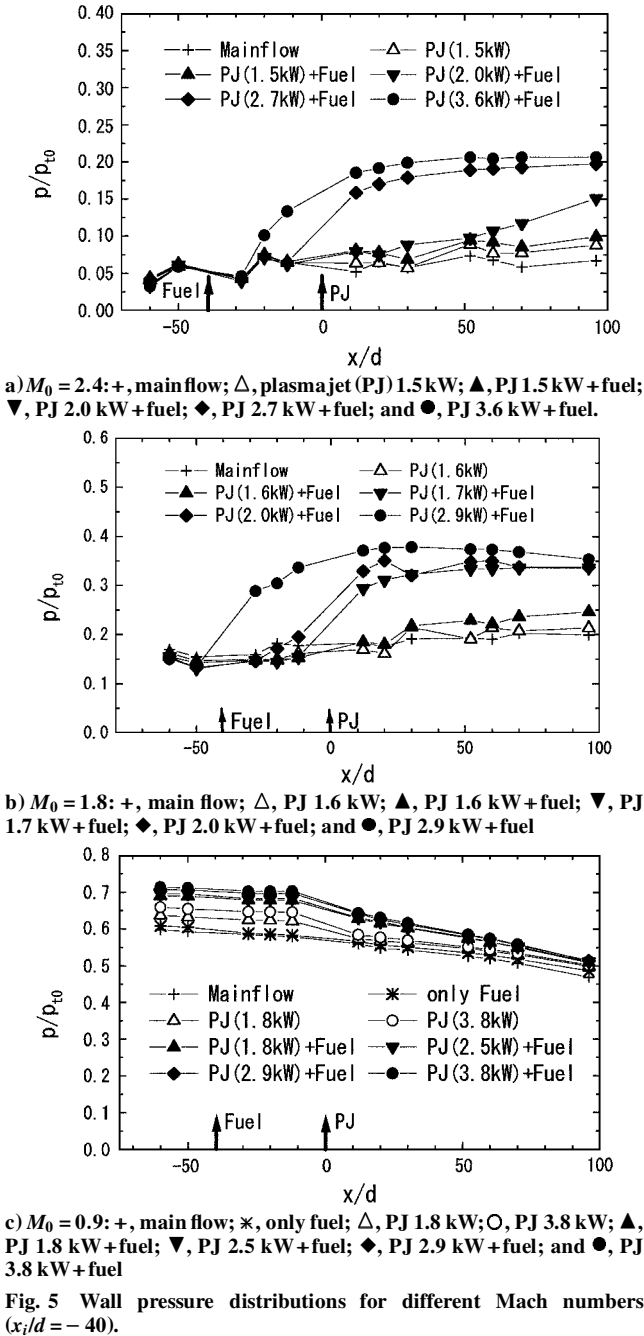 0.40
0.35
0.30
0.25
0.20
0.15
0.10
0.05
0.00
p/p_t0
Mainflow
PJ(1.5kW)
PJ(1.5kW)+Fuel
PJ(2.0kW)+Fuel
PJ(2.7kW)+Fuel
PJ(3.6kW)+Fuel
Fuel
PJ
-50 0 50 100
x/d
a) M₀ = 2.4: +, mainflow; △, plasmajet (PJ) 1.5 kW; ▲, PJ 1.5 kW + fuel;
▼, PJ 2.0 kW + fuel; ◆, PJ 2.7 kW + fuel; and ●, PJ 3.6 kW + fuel.
0.6
0.5
0.4
0.3
0.2
0.1
0.0
p/p_t0
Mainflow
PJ(1.6kW)
PJ(1.6kW)+Fuel
PJ(1.7kW)+Fuel
PJ(2.0kW)+Fuel
PJ(2.9kW)+Fuel
Fuel
PJ
-50 0 50 100
x/d
b) M₀ = 1.8: +, main flow; △, PJ 1.6 kW; ▲, PJ 1.6 kW + fuel; ▼, PJ
1.7 kW + fuel; ◆, PJ 2.0 kW + fuel; and ●, PJ 2.9 kW + fuel
0.8
0.7
0.6
0.5
0.4
0.3
0.2
0.1
0.0
p/p_t0
Mainflow
only Fuel
PJ(1.8kW)
PJ(3.8kW)
PJ(1.8kW)+Fuel
PJ(2.5kW)+Fuel
PJ(2.9kW)+Fuel
PJ(3.8kW)+Fuel
Fuel
PJ
-50 0 50 100
x/d
c) M₀ = 0.9: +, main flow; ⚹, only fuel; △, PJ 1.8 kW; ○, PJ 3.8 kW; ▲,
PJ 1.8 kW + fuel; ▼, PJ 2.5 kW + fuel; ◆, PJ 2.9 kW + fuel; and ●, PJ
3.8 kW + fuel
Fig. 5 Wall pressure distributions for different Mach numbers
(x_i/d = − 40).